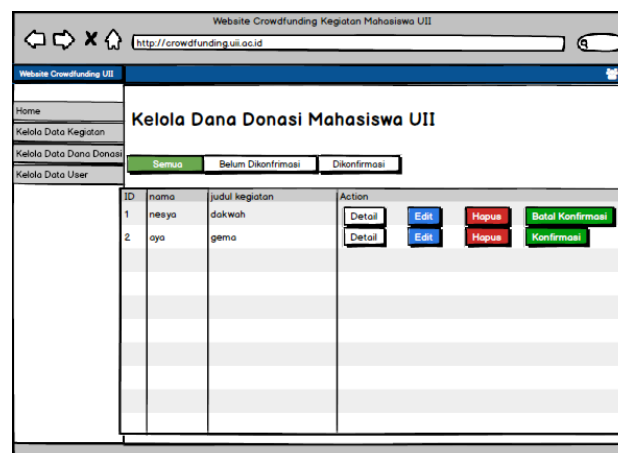 Website Crowdfunding Kegiatan Mahasiswa UII
http://crowdfunding.uii.ac.id
Website Crowdfunding UII
Home
Kelola Data Kegiatan
Kelola Data Dana Donasi
Kelola Data User
Kelola Dana Donasi Mahasiswa UII
Semua Belum Dikonfrimasi Dikonfirmasi
ID nama judul kegiatan Action
1 nesya dakwah Detail Edit Hapus Batal Konfirmasi
2 aya gema Detail Edit Hapus Konfirmasi